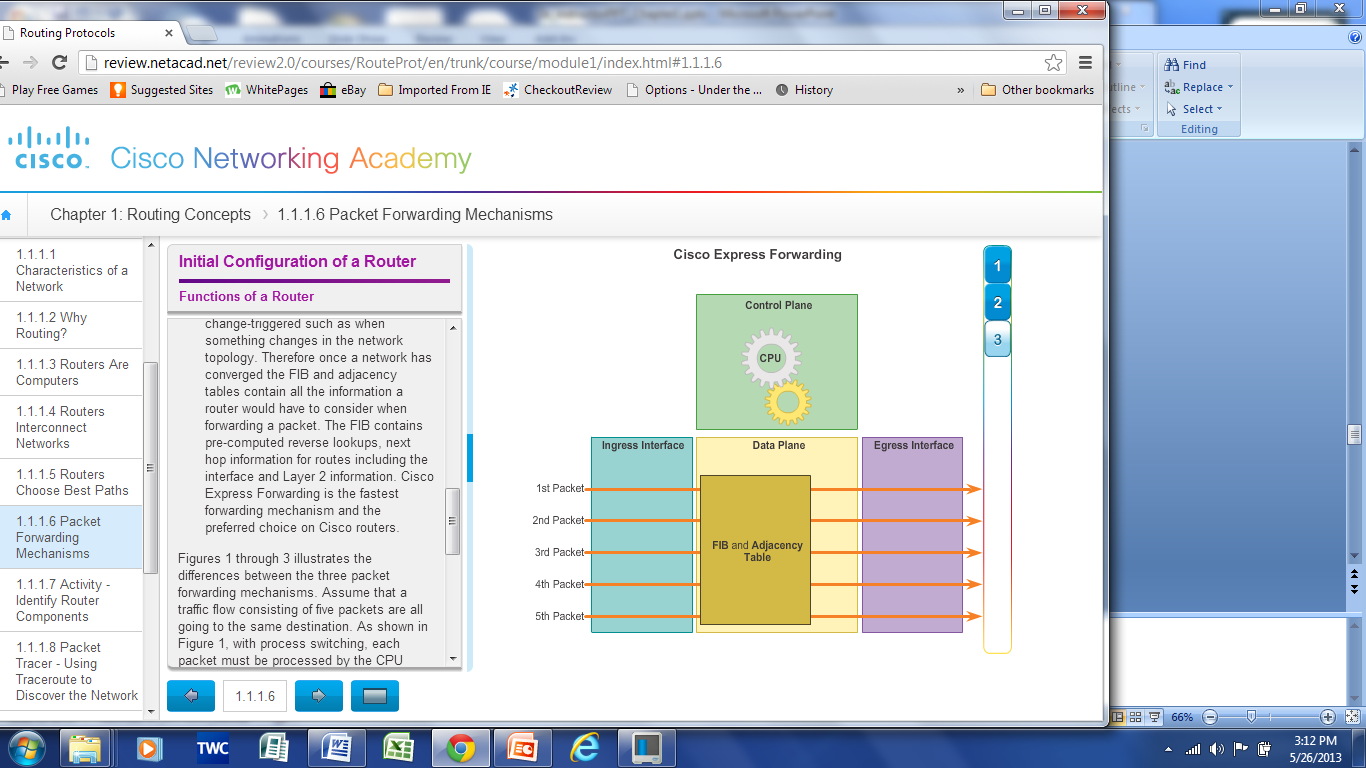 Routing Protocols
review.netacad.net/review2.0/courses/RouteProt/en/trunk/course/module1/index.html#1.1.1.6
Play Free Games
Suggested Sites
WhitePages
eBay
Imported From IE
CheckoutReview
Options - Under the ...
History
»
Other bookmarks
Find
Replace
Select
Editing
CISCO
Cisco Networking Academy
Chapter 1: Routing Concepts
1.1.1.6 Packet Forwarding Mechanisms
1.1.1.1
Characteristics of a
Network
1.1.1.2 Why
Routing?
1.1.1.3 Routers Are
Computers
1.1.1.4 Routers
Interconnect
Networks
1.1.1.5 Routers
Choose Best Paths
1.1.1.6 Packet
Forwarding
Mechanisms
1.1.1.7 Activity -
Identify Router
Components
1.1.1.8 Packet
Tracer - Using
Traceroute to
Discover the Network
Initial Configuration of a Router
Functions of a Router
change-triggered such as when
something changes in the network
topology. Therefore once a network has
converged the FIB and adjacency
tables contain all the information a
router would have to consider when
forwarding a packet. The FIB contains
pre-computed reverse lookups, next
hop information for routes including the
interface and Layer 2 information. Cisco
Express Forwarding is the fastest
forwarding mechanism and the
preferred choice on Cisco routers.
Figures 1 through 3 illustrates the
differences between the three packet
forwarding mechanisms. Assume that a
traffic flow consisting of five packets are all
going to the same destination. As shown in
Figure 1, with process switching, each
packet must be processed by the CPU
1.1.1.6
Cisco Express Forwarding
Control Plane
CPU
Ingress Interface
Data Plane
Egress Interface
1st Packet
2nd Packet
3rd Packet
4th Packet
5th Packet
FIB and Adjacency
Table
1
2
3
66%
TWC
3:12 PM
5/26/2013